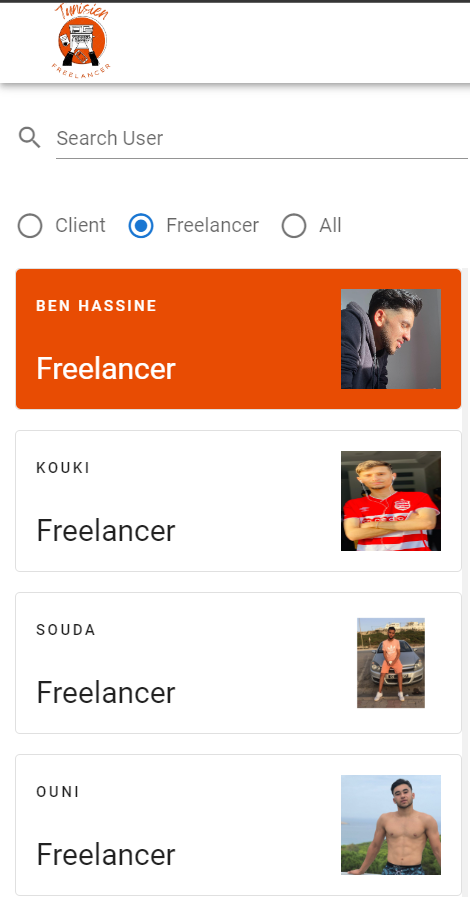 Tunisien
FREELANCER
Search User
Client Freelancer All
BEN HASSINE
Freelancer
KOUKI
Freelancer
SOUDA
Freelancer
OUNI
Freelancer